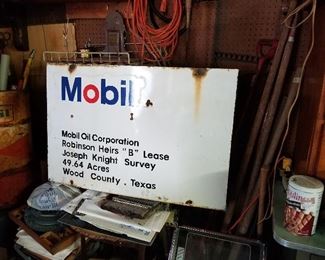 Mobil
Mobil Oil Corporation
Robinson Heirs "B" Lease
Joseph Knight Survey
49.64 Acres
Wood County, Texas